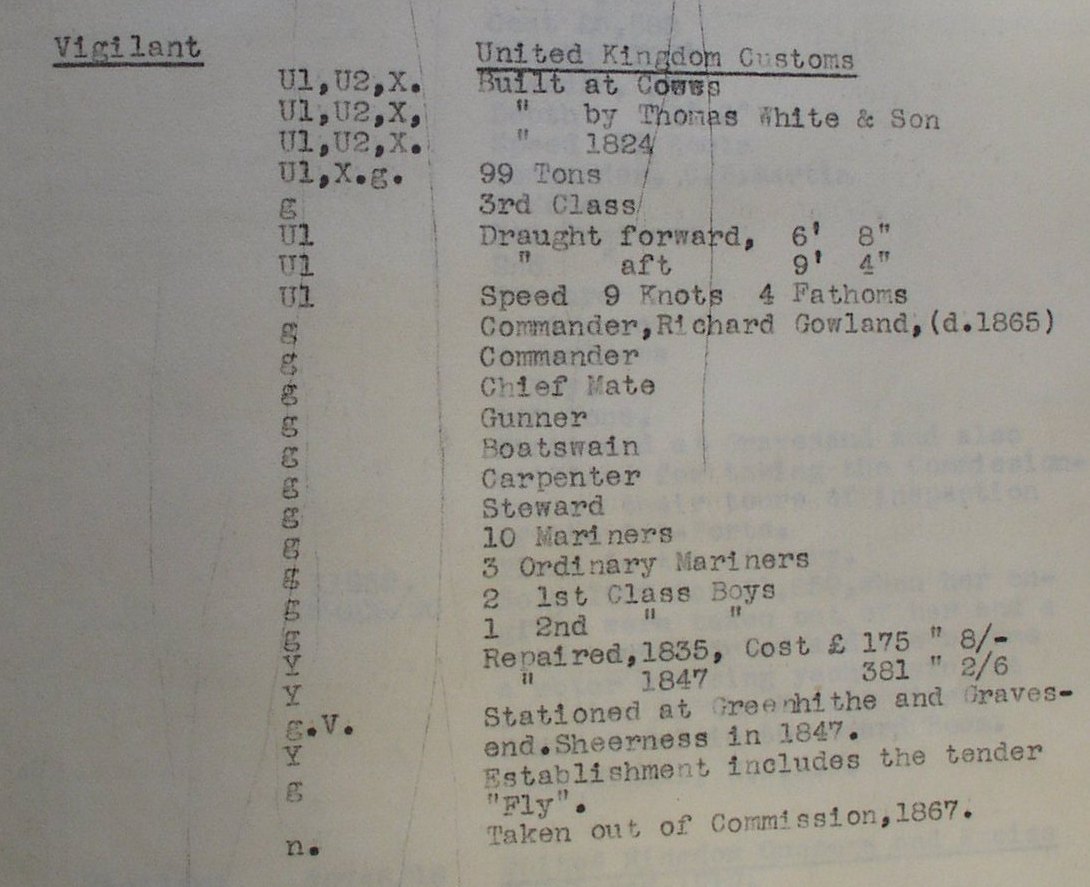 Vigilant United Kingdom Customs
U1,U2,X. Built at Cowes
U1,U2,X, " by Thomas White & Son
U1,U2,X. " 1824
U1,X.g. 99 Tons
g 3rd Class
U1 Draught forward, 6' 8"
U1 " aft 9' 4"
U1 Speed 9 Knots 4 Fathoms
g Commander,Richard Gowland,(d.1865)
g Commander
g Chief Mate
g Gunner
g Boatswain
g Carpenter
g Steward
g 10 Mariners
g 3 Ordinary Mariners
g 2 1st Class Boys
g 1 2nd " "
Y Repaired,1835, Cost £ 175 " 8/-
Y " 1847 381 " 2/6
g.V. Stationed at Greenhithe and Graves-
Y end.Sheerness in 1847.
g Establishment includes the tender
"Fly".
n. Taken out of Commission,1867.